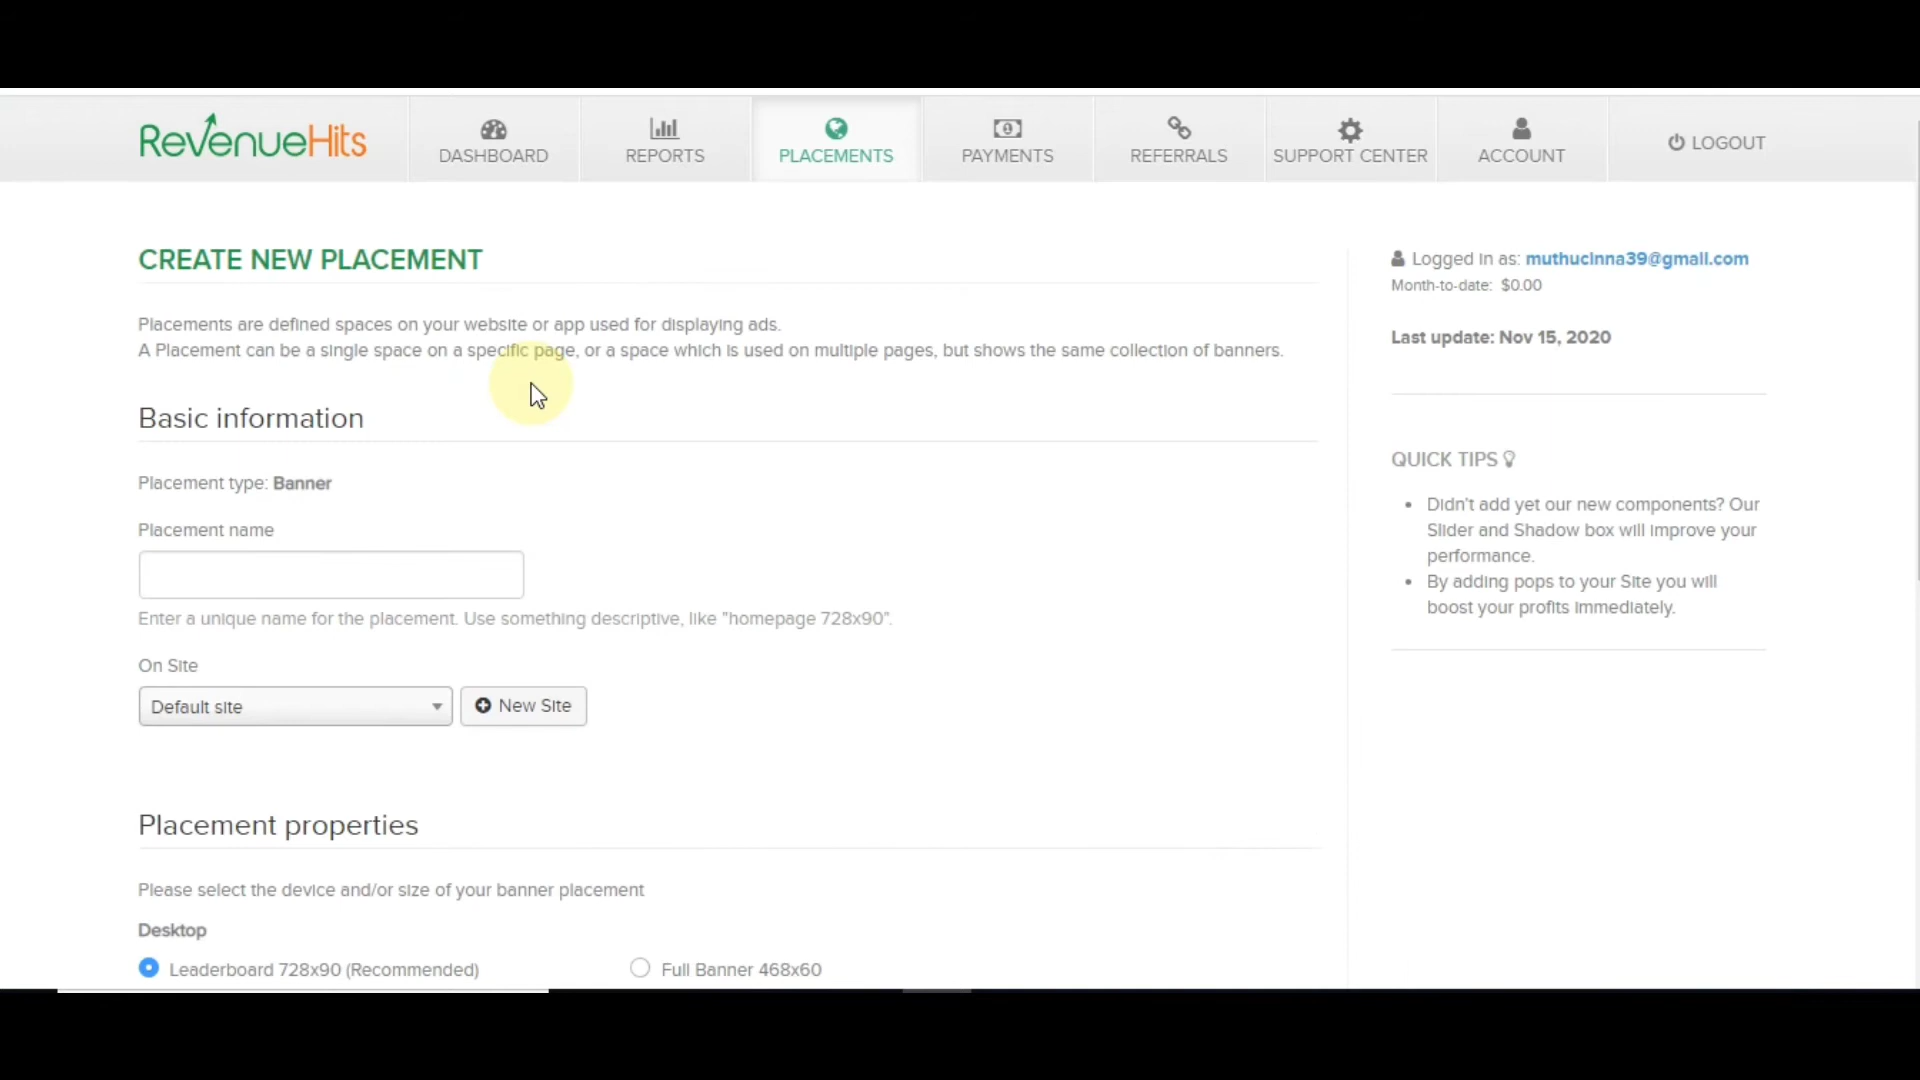 RevenueHits
DASHBOARD
REPORTS
PLACEMENTS
PAYMENTS
REFERRALS
SUPPORT CENTER
ACCOUNT
LOGOUT
CREATE NEW PLACEMENT
Placements are defined spaces on your website or app used for displaying ads.
A Placement can be a single space on a specific page, or a space which is used on multiple pages, but shows the same collection of banners.
Basic information
Placement type: Banner
Placement name
Enter a unique name for the placement. Use something descriptive, like "homepage 728x90".
On Site
Default site
New Site
Placement properties
Please select the device and/or size of your banner placement
Desktop
Leaderboard 728x90 (Recommended)
Full Banner 468x60
Logged in as: muthucinna39@gmail.com
Month-to-date: $0.00
Last update: Nov 15, 2020
QUICK TIPS
Didn't add yet our new components? Our
Slider and Shadow box will improve your
performance.
By adding pops to your Site you will
boost your profits immediately.